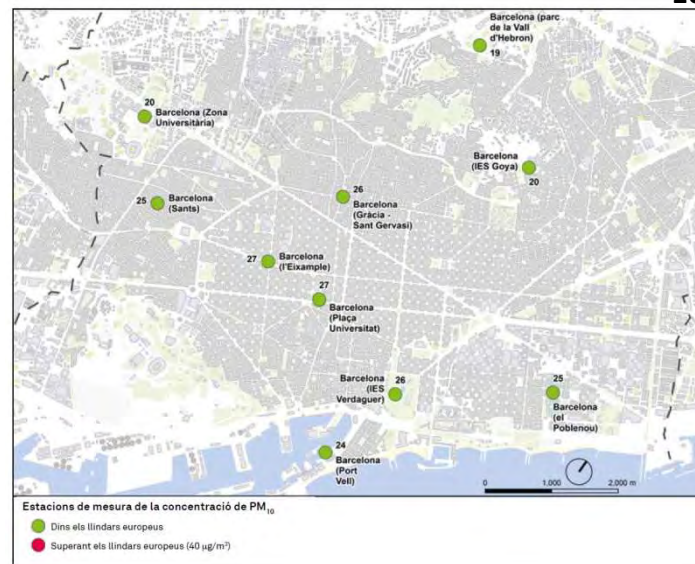 Barcelona (parc
de la Vall
d'Hebron)
19
20
Barcelona (Zona
Universitària)
Barcelona
(IES Goya)
20
25
Barcelona
(Sants)
26
Barcelona
(Gràcia -
Sant Gervasi)
27
Barcelona
(l'Eixample)
27
Barcelona
(Plaça
Universitat)
Barcelona
(IES
Verdaguer)
26
25
Barcelona
(el
Poblenou)
24
Barcelona
(Port
Vell)
0 1,000 2,000 m
Estacions de mesura de la concentració de PM₁₀
Dins els llindars europeus
Superant els llindars europeus (40 µg/m³)